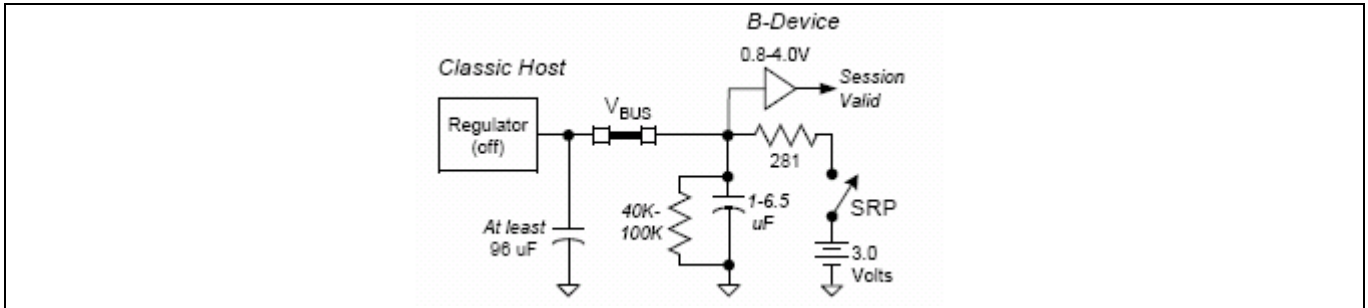 B-Device
0.8-4.0V
Classic Host
Session
Valid
VBUS
Regulator
(off)
281
SRP
40K-
100K
1-6.5
uF
At least
96 uF
3.0
Volts